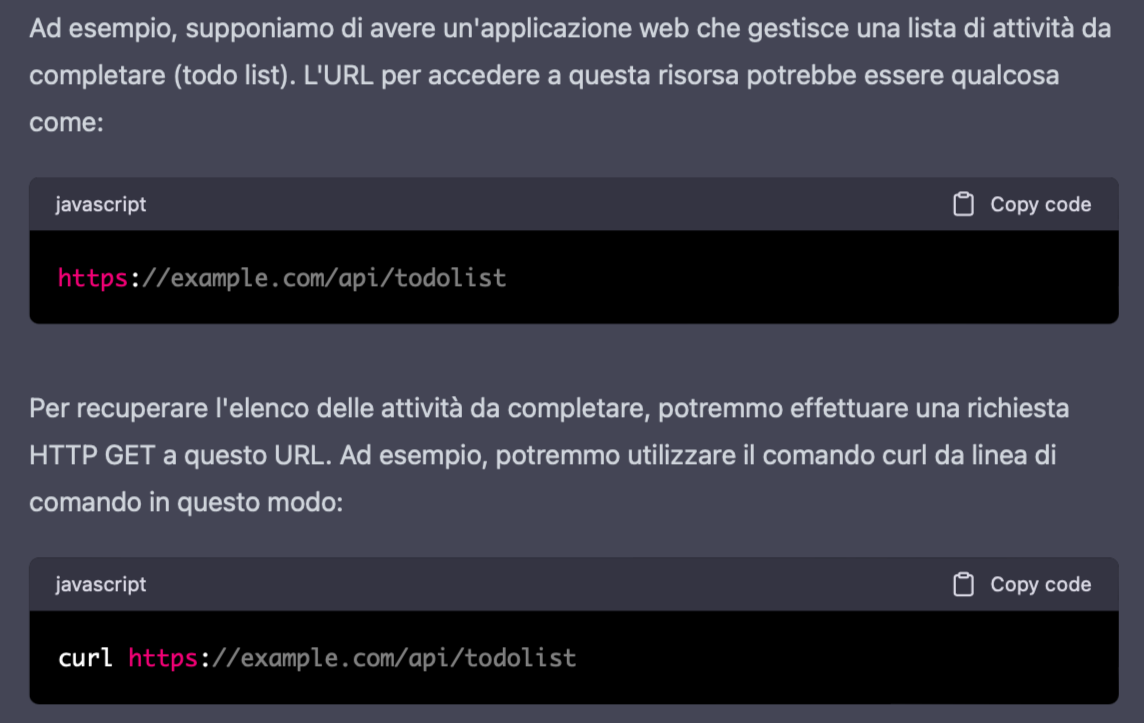 Ad esempio, supponiamo di avere un'applicazione web che gestisce una lista di attività da
completare (todo list). L'URL per accedere a questa risorsa potrebbe essere qualcosa
come:
javascript Copy code
https://example.com/api/todolist
Per recuperare l'elenco delle attività da completare, potremmo effettuare una richiesta
HTTP GET a questo URL. Ad esempio, potremmo utilizzare il comando curl da linea di
comando in questo modo:
javascript Copy code
curl https://example.com/api/todolist